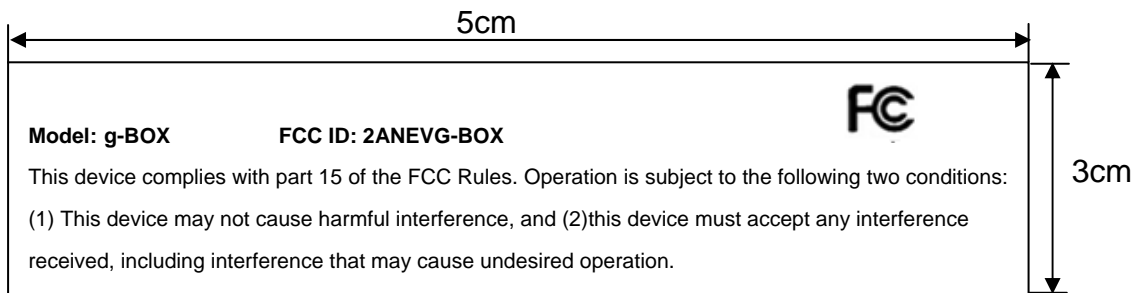 5cm
FC
Model: g-BOX FCC ID: 2ANEVG-BOX
3cm
This device complies with part 15 of the FCC Rules. Operation is subject to the following two conditions:
(1) This device may not cause harmful interference, and (2)this device must accept any interference
received, including interference that may cause undesired operation.